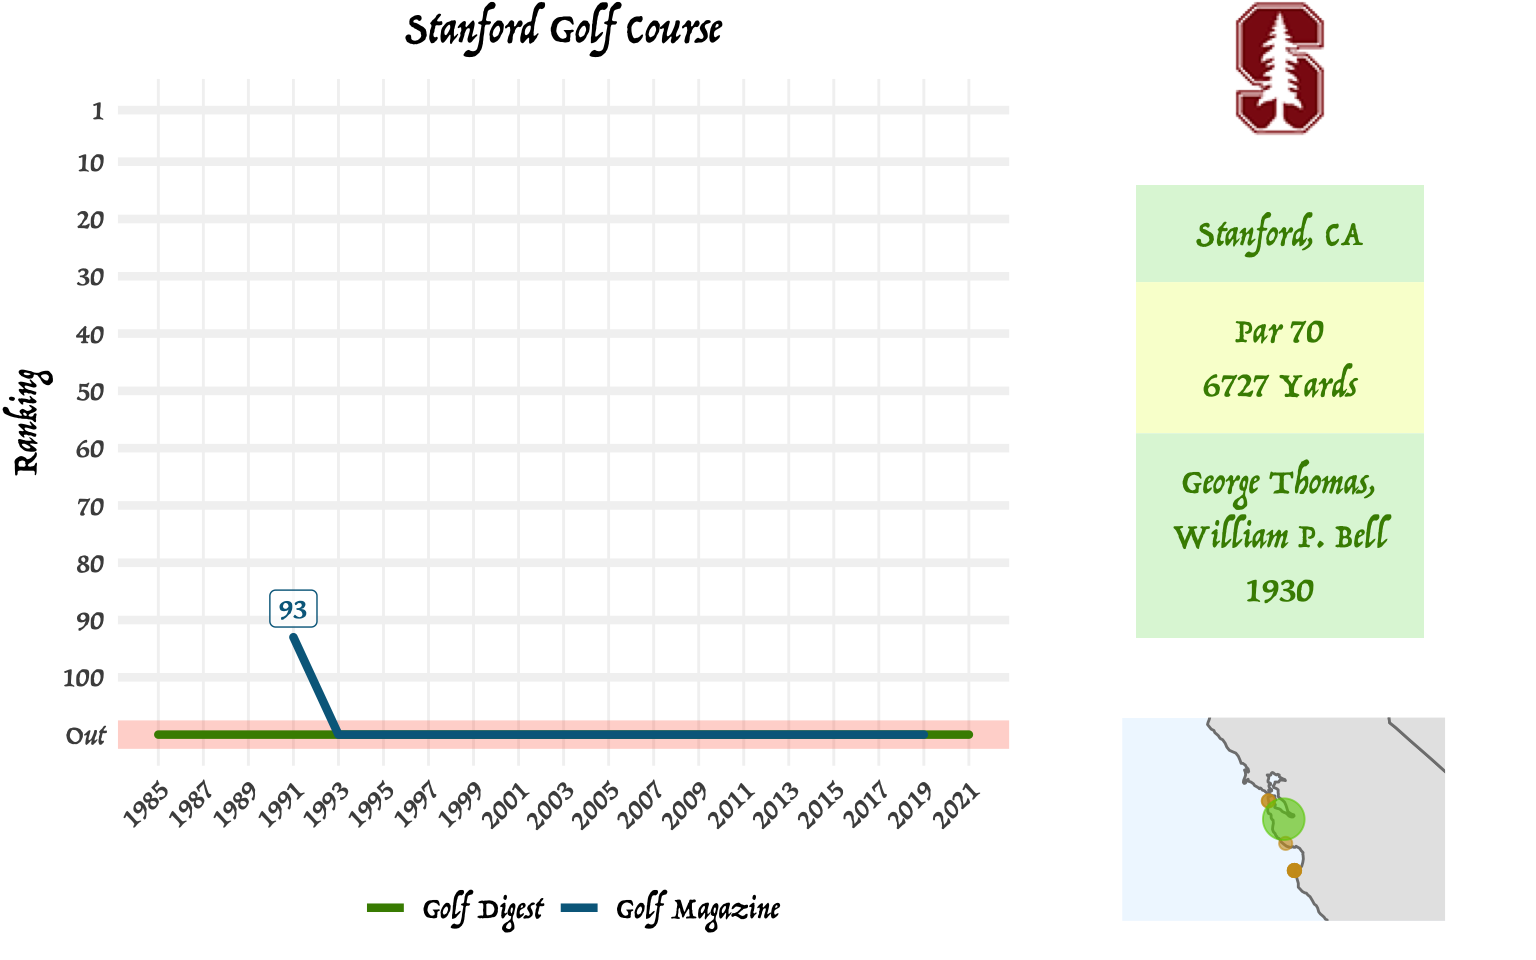 Stanford Golf Course
Ranking
1
10
20
30
40
50
60
70
80
90
100
Out
93
1985 1987 1989 1991 1993 1995 1997 1999 2001 2003 2005 2007 2009 2011 2013 2015 2017 2019 2021
Golf Digest Golf Magazine
S
Stanford, CA
Par 70
6727 Yards
George Thomas,
William P. Bell
1930